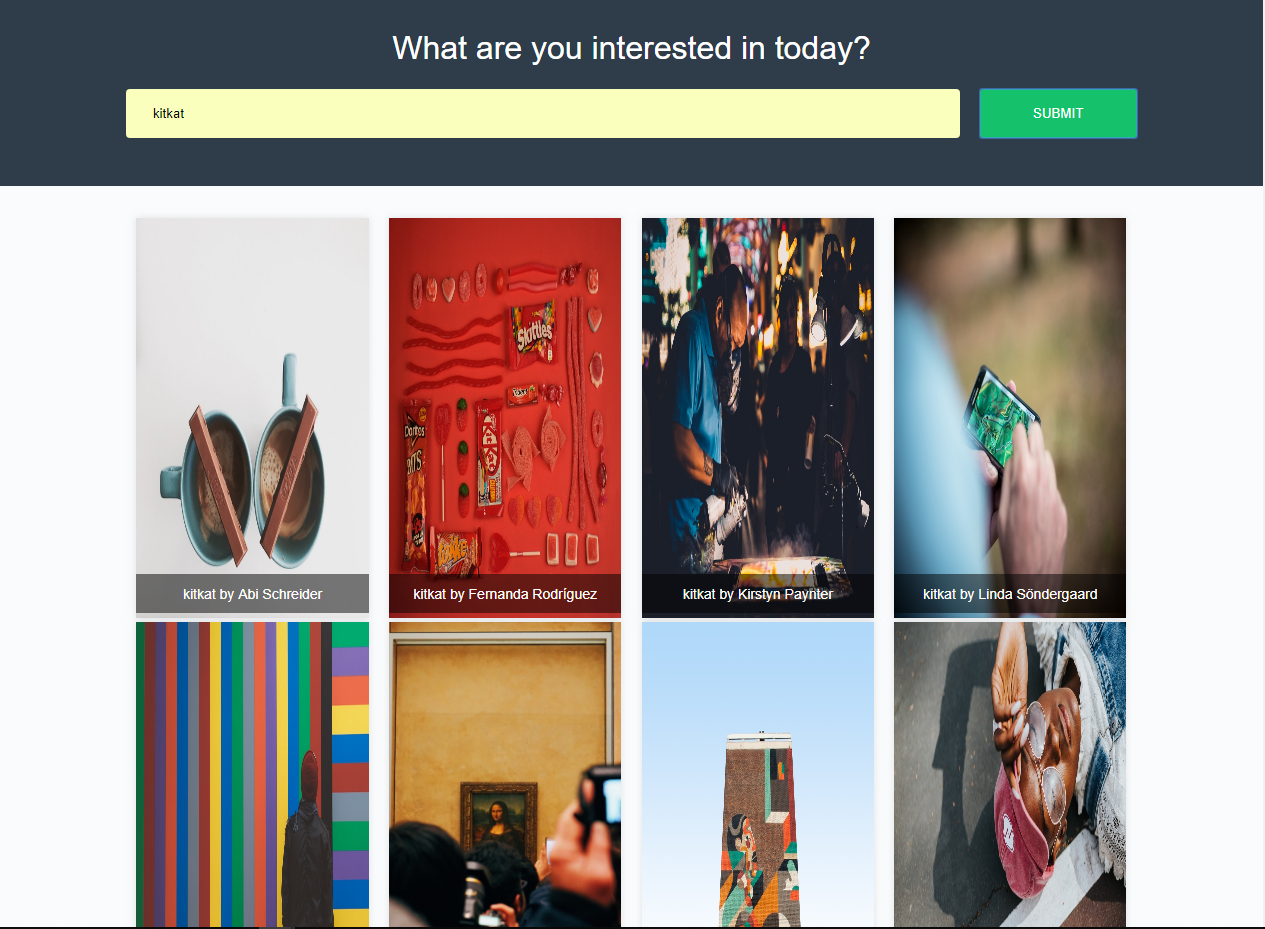 What are you interested in today?
kitkat
SUBMIT
Skittles
Doritos
kitkat by Abi Schreider
kitkat by Fernanda Rodríguez
kitkat by Kirstyn Paynter
kitkat by Linda Söndergaard